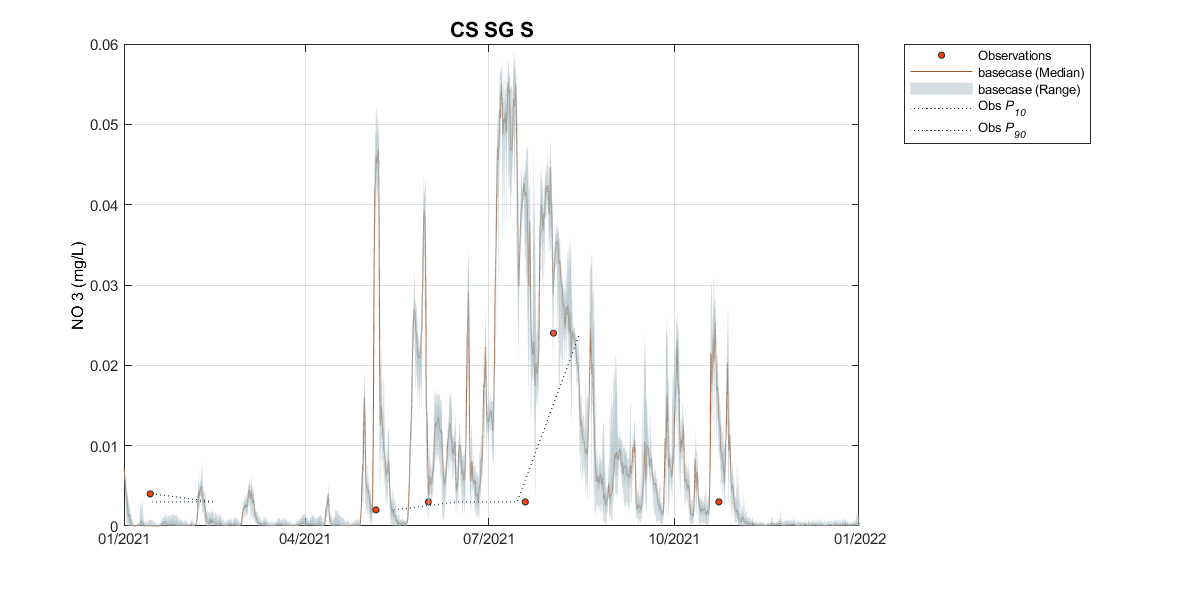 CS SG S
0.06
0.05
0.04
0.03
0.02
0.01
0
NO 3 (mg/L)
01/2021
04/2021
07/2021
10/2021
01/2022
Observations
basecase (Median)
basecase (Range)
Obs P10
Obs P90